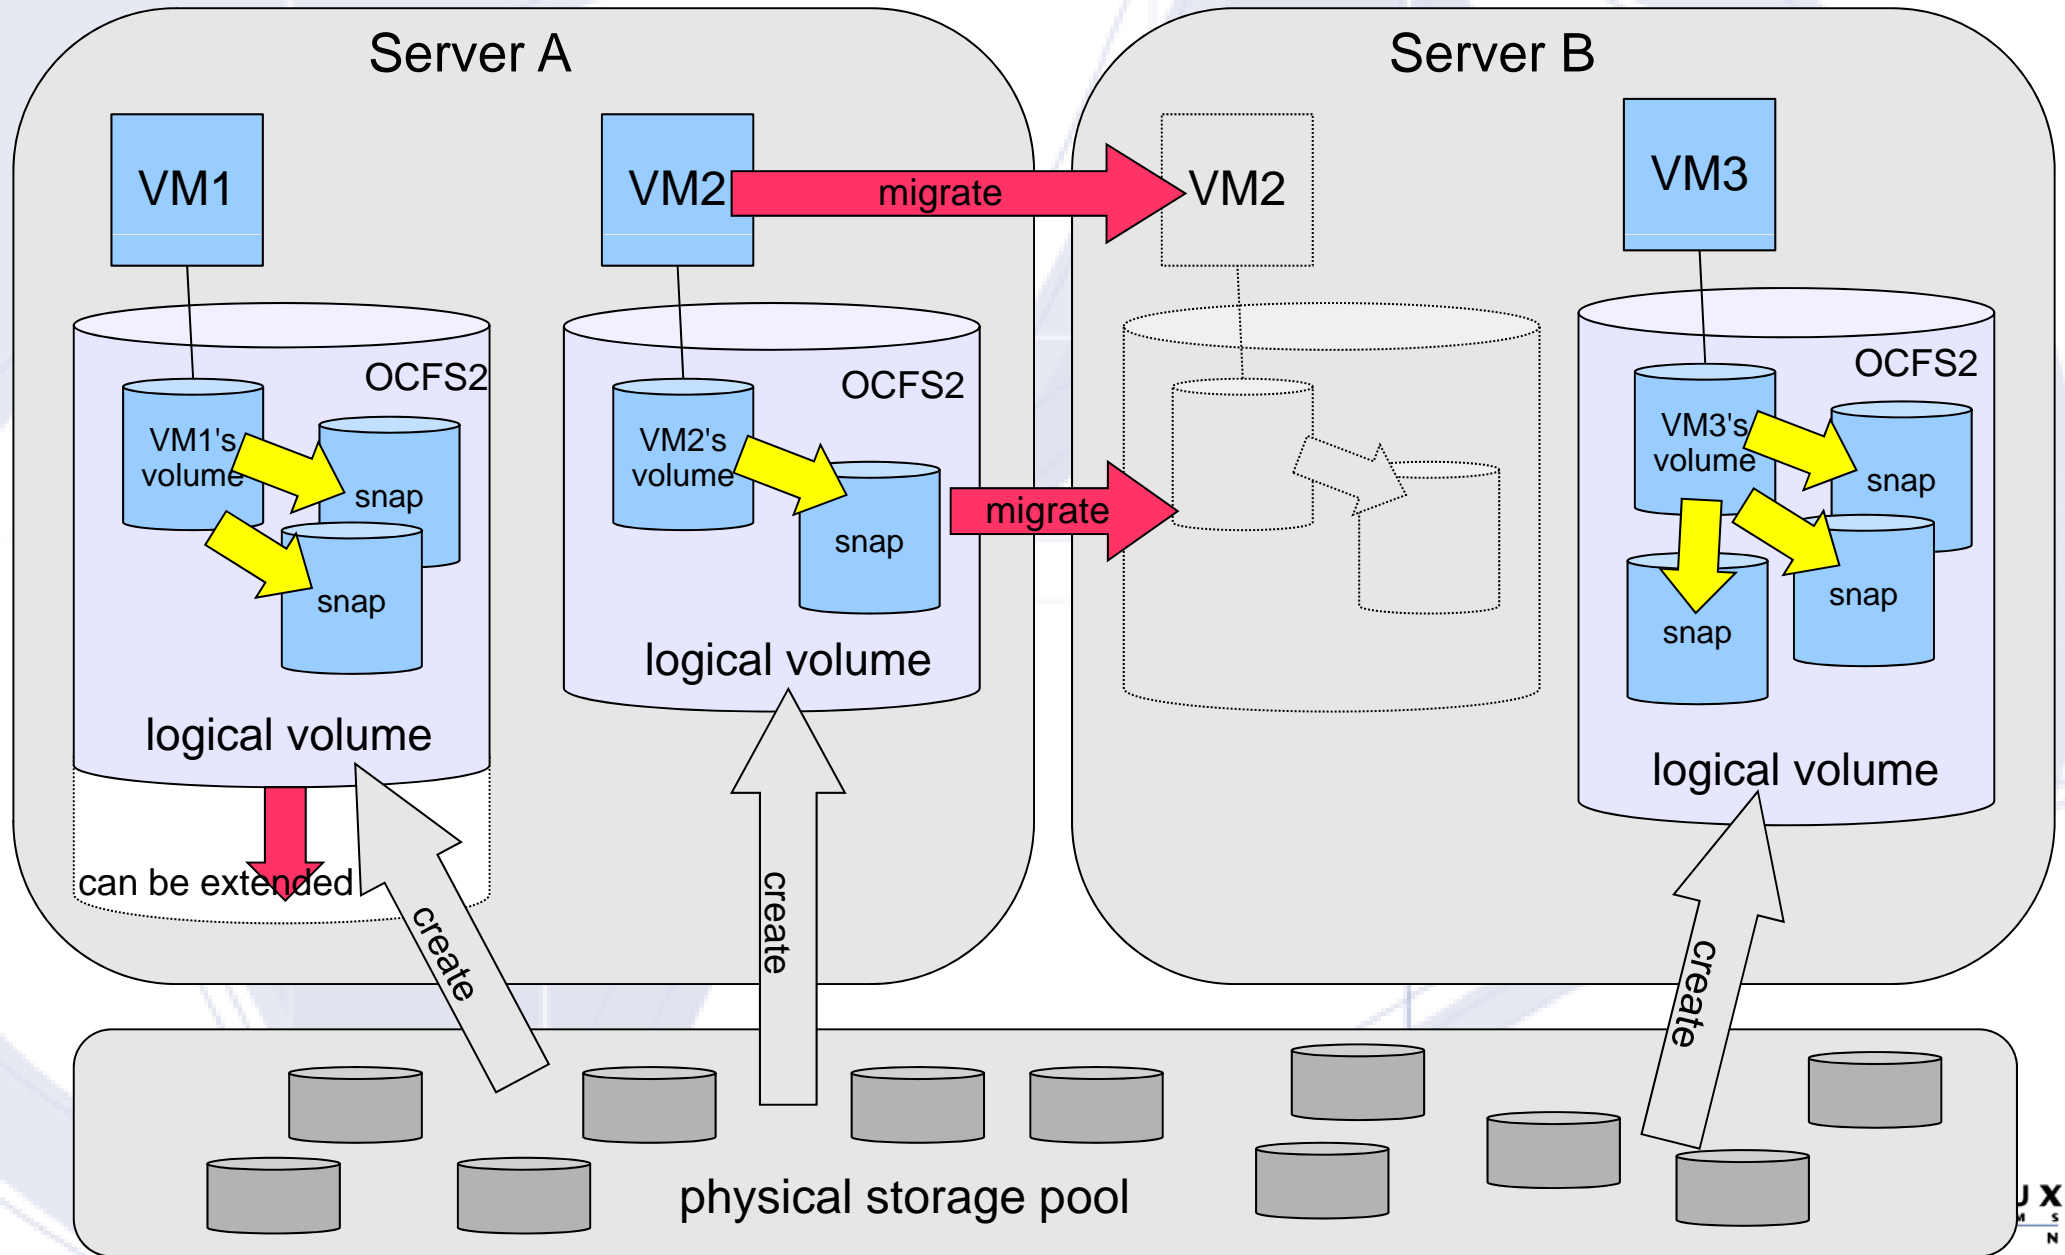 Server A
Server B
VM1
VM2
migrate
VM2
VM3
OCFS2
OCFS2
OCFS2
VM1's
volume
snap
snap
VM2's
volume
snap
migrate
VM3's
volume
snap
snap
snap
logical volume
logical volume
logical volume
can be extended
create
create
create
physical storage pool
UX
M S
N